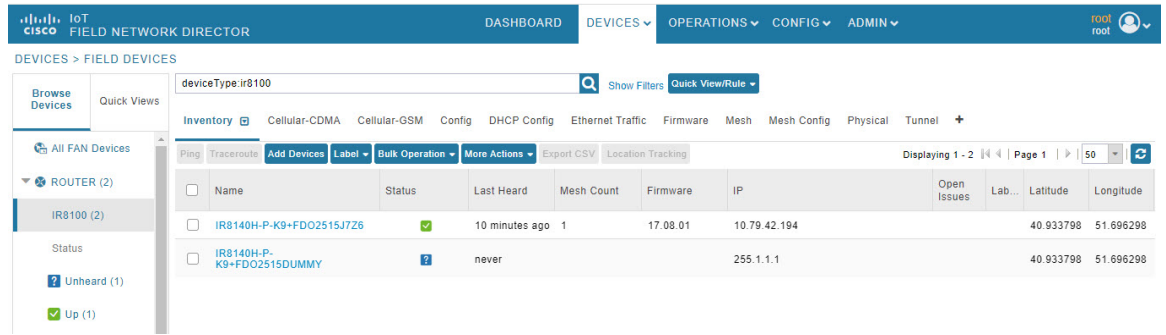 IoT
CISCO FIELD NETWORK DIRECTOR
DASHBOARD DEVICES OPERATIONS CONFIG ADMIN
root
root
DEVICES > FIELD DEVICES
Browse Devices
Quick Views
deviceType:ir8100
Show Filters Quick View/Rule
Inventory Cellular-CDMA Cellular-GSM Config DHCP Config Ethernet Traffic Firmware Mesh Mesh Config Physical Tunnel +
All FAN Devices
Ping Traceroute Add Devices Label Bulk Operation More Actions Export CSV Location Tracking Displaying 1 - 2 Page 1 50
ROUTER (2)
IR8100 (2)
Status
? Unheard (1)
Up (1)
Name Status Last Heard Mesh Count Firmware IP Open Issues Lab... Latitude Longitude
IR8140H-P-K9+FDO2515J7Z6 10 minutes ago 1 17.08.01 10.79.42.194 40.933798 51.696298
IR8140H-P-
K9+FDO2515DUMMY ? never 255.1.1.1 40.933798 51.696298